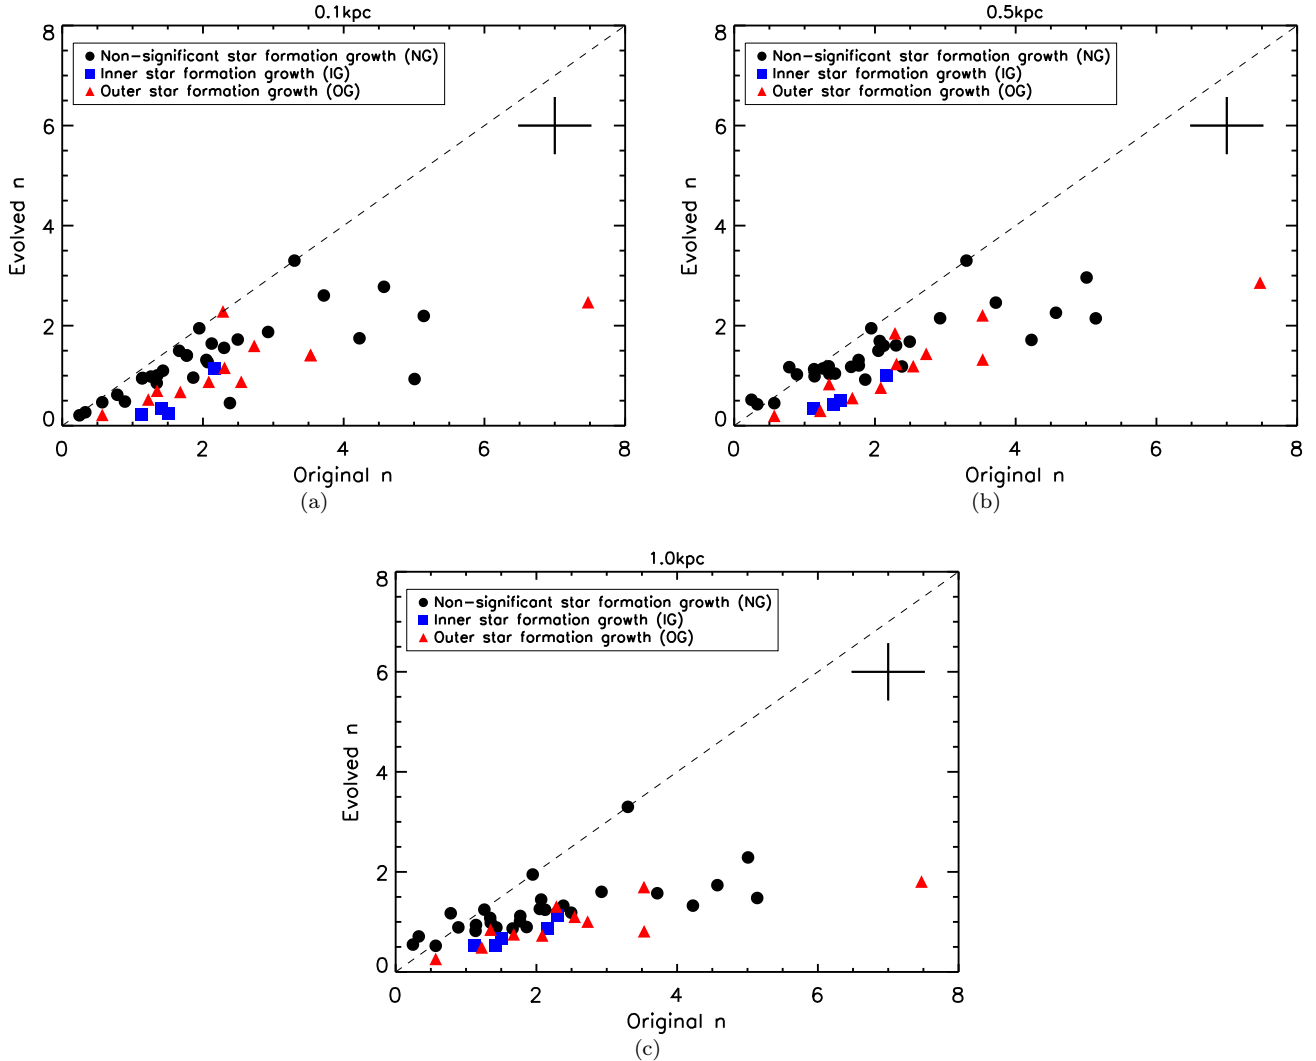 0.1kpc
8
6
4
2
0
Evolved n
Non-significant star formation growth (NG)
Inner star formation growth (IG)
Outer star formation growth (OG)
0 2 4 6 8
Original n
(a)
0.5kpc
8
6
4
2
0
Evolved n
Non-significant star formation growth (NG)
Inner star formation growth (IG)
Outer star formation growth (OG)
0 2 4 6 8
Original n
(b)
1.0kpc
8
6
4
2
0
Evolved n
Non-significant star formation growth (NG)
Inner star formation growth (IG)
Outer star formation growth (OG)
0 2 4 6 8
Original n
(c)